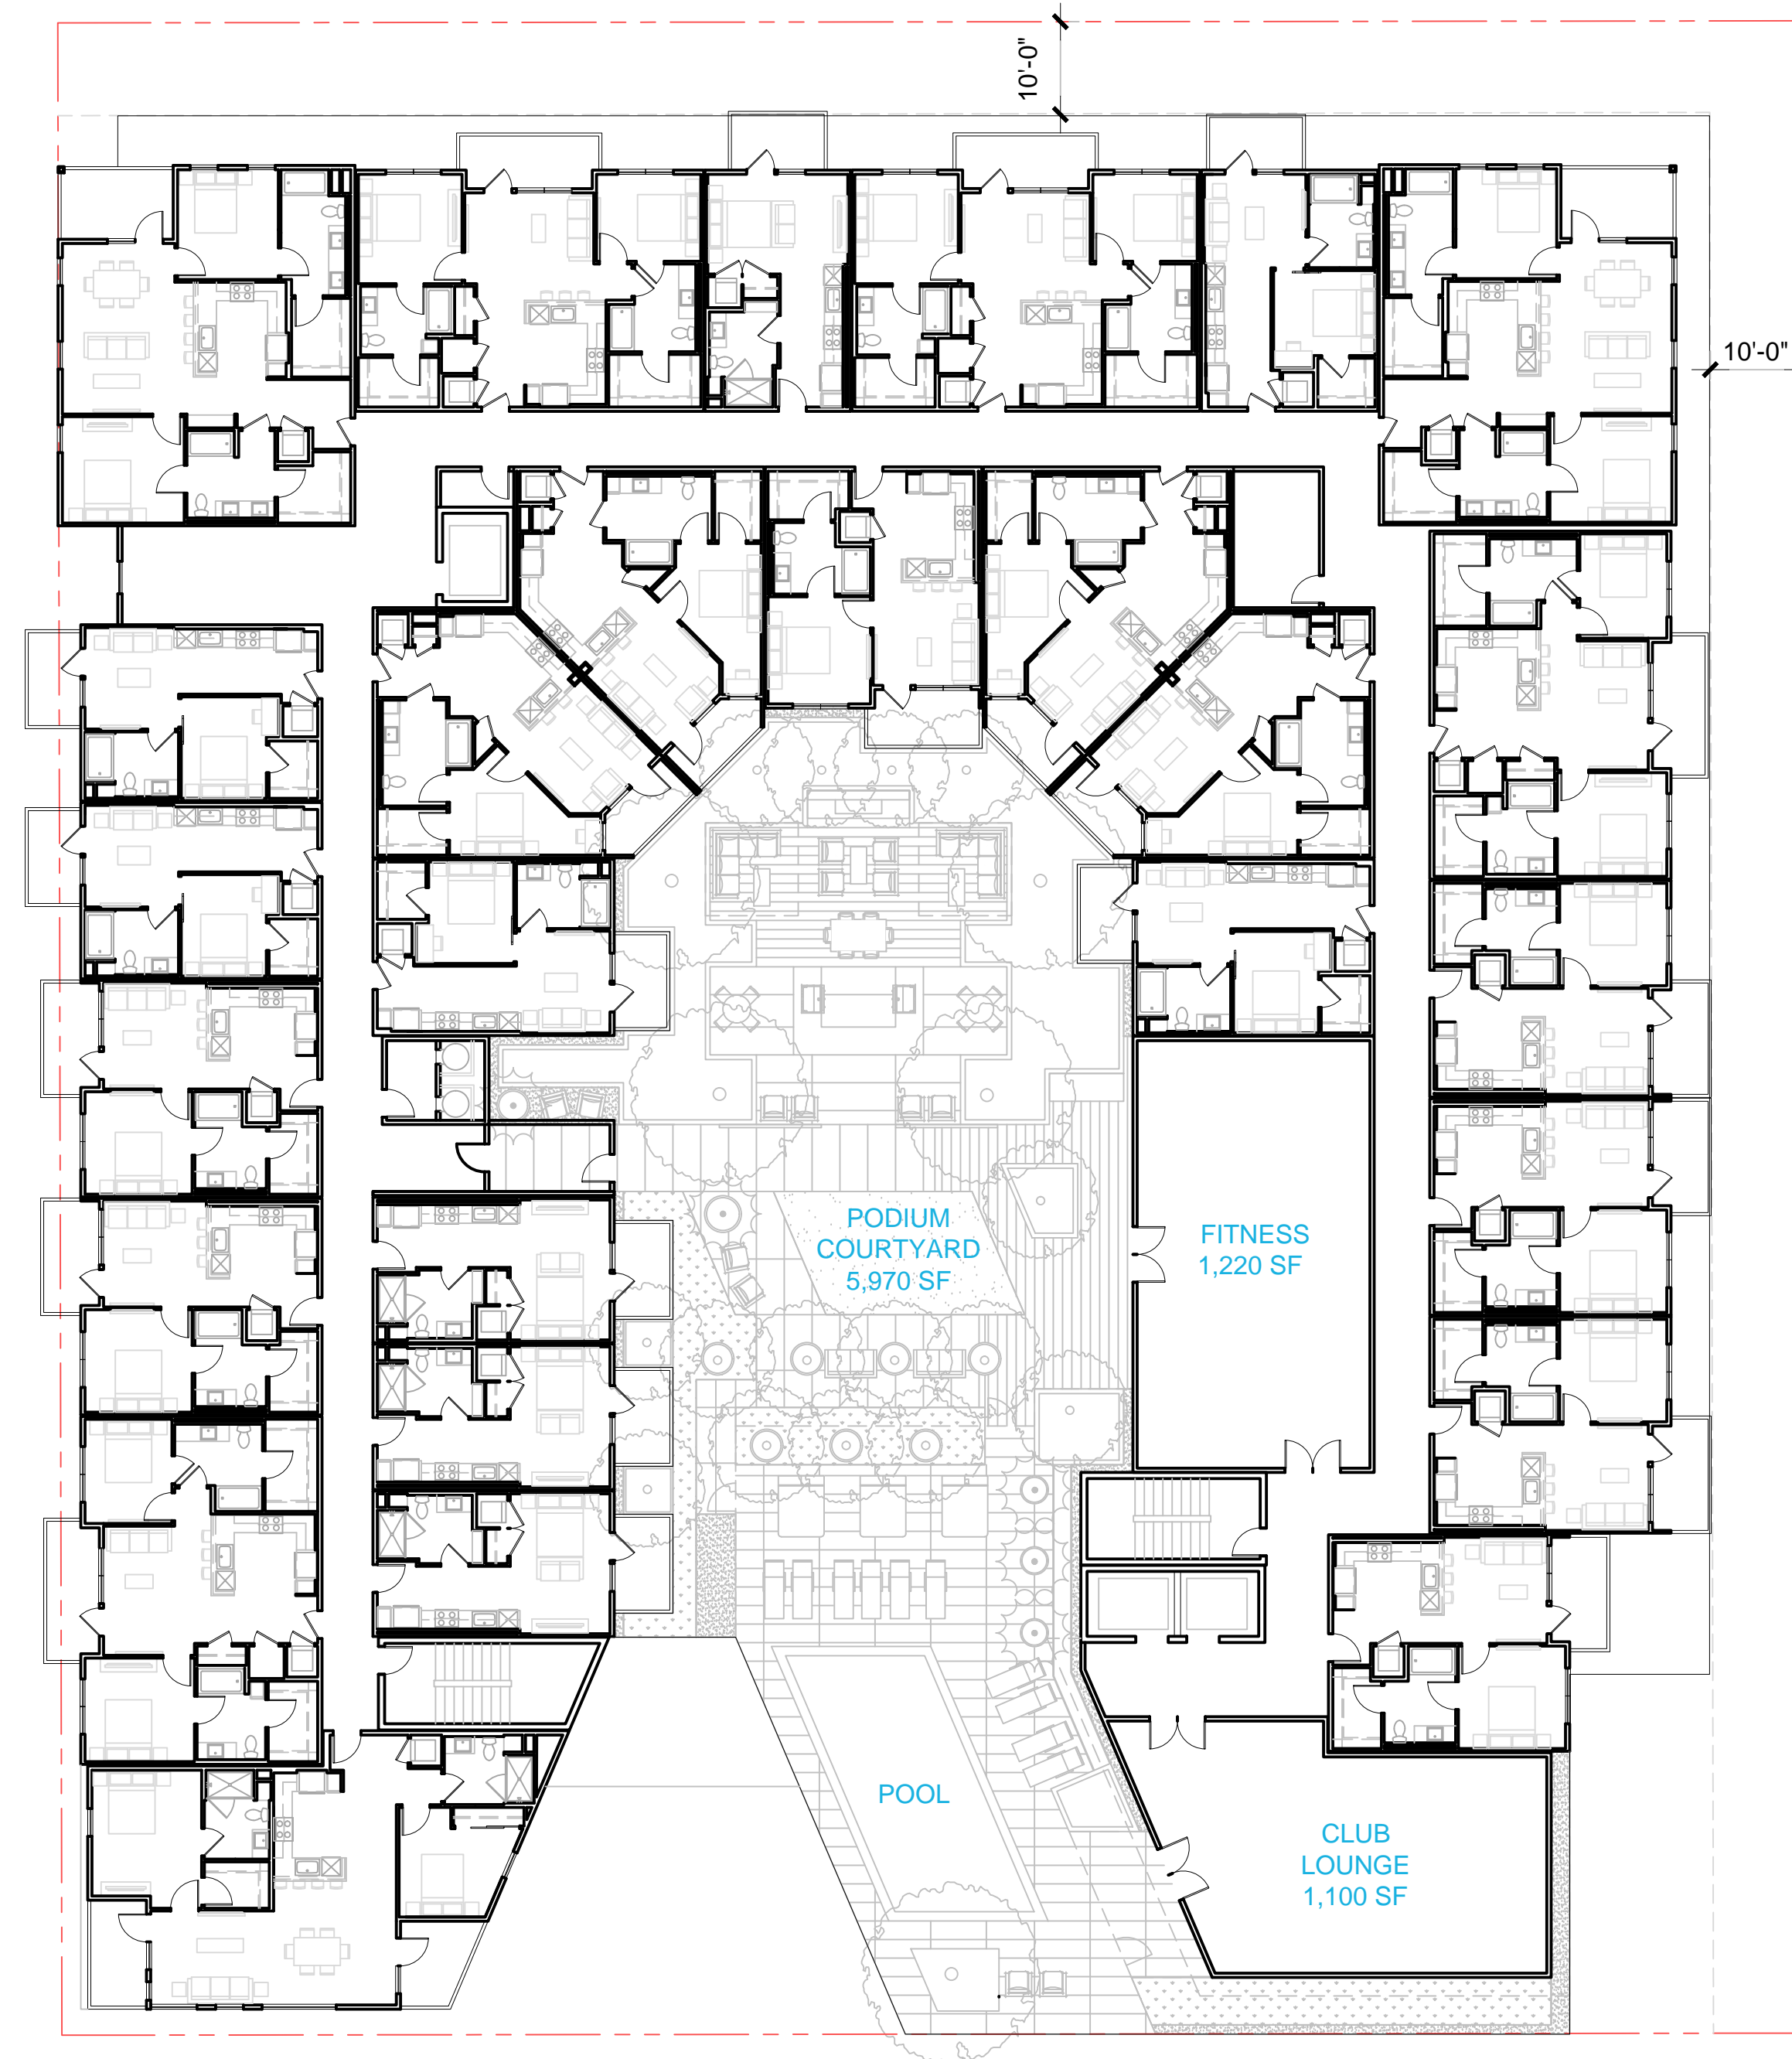 10'-0"
10'-0"
PODIUM
COURTYARD
5,970 SF
FITNESS
1,220 SF
POOL
CLUB
LOUNGE
1,100 SF